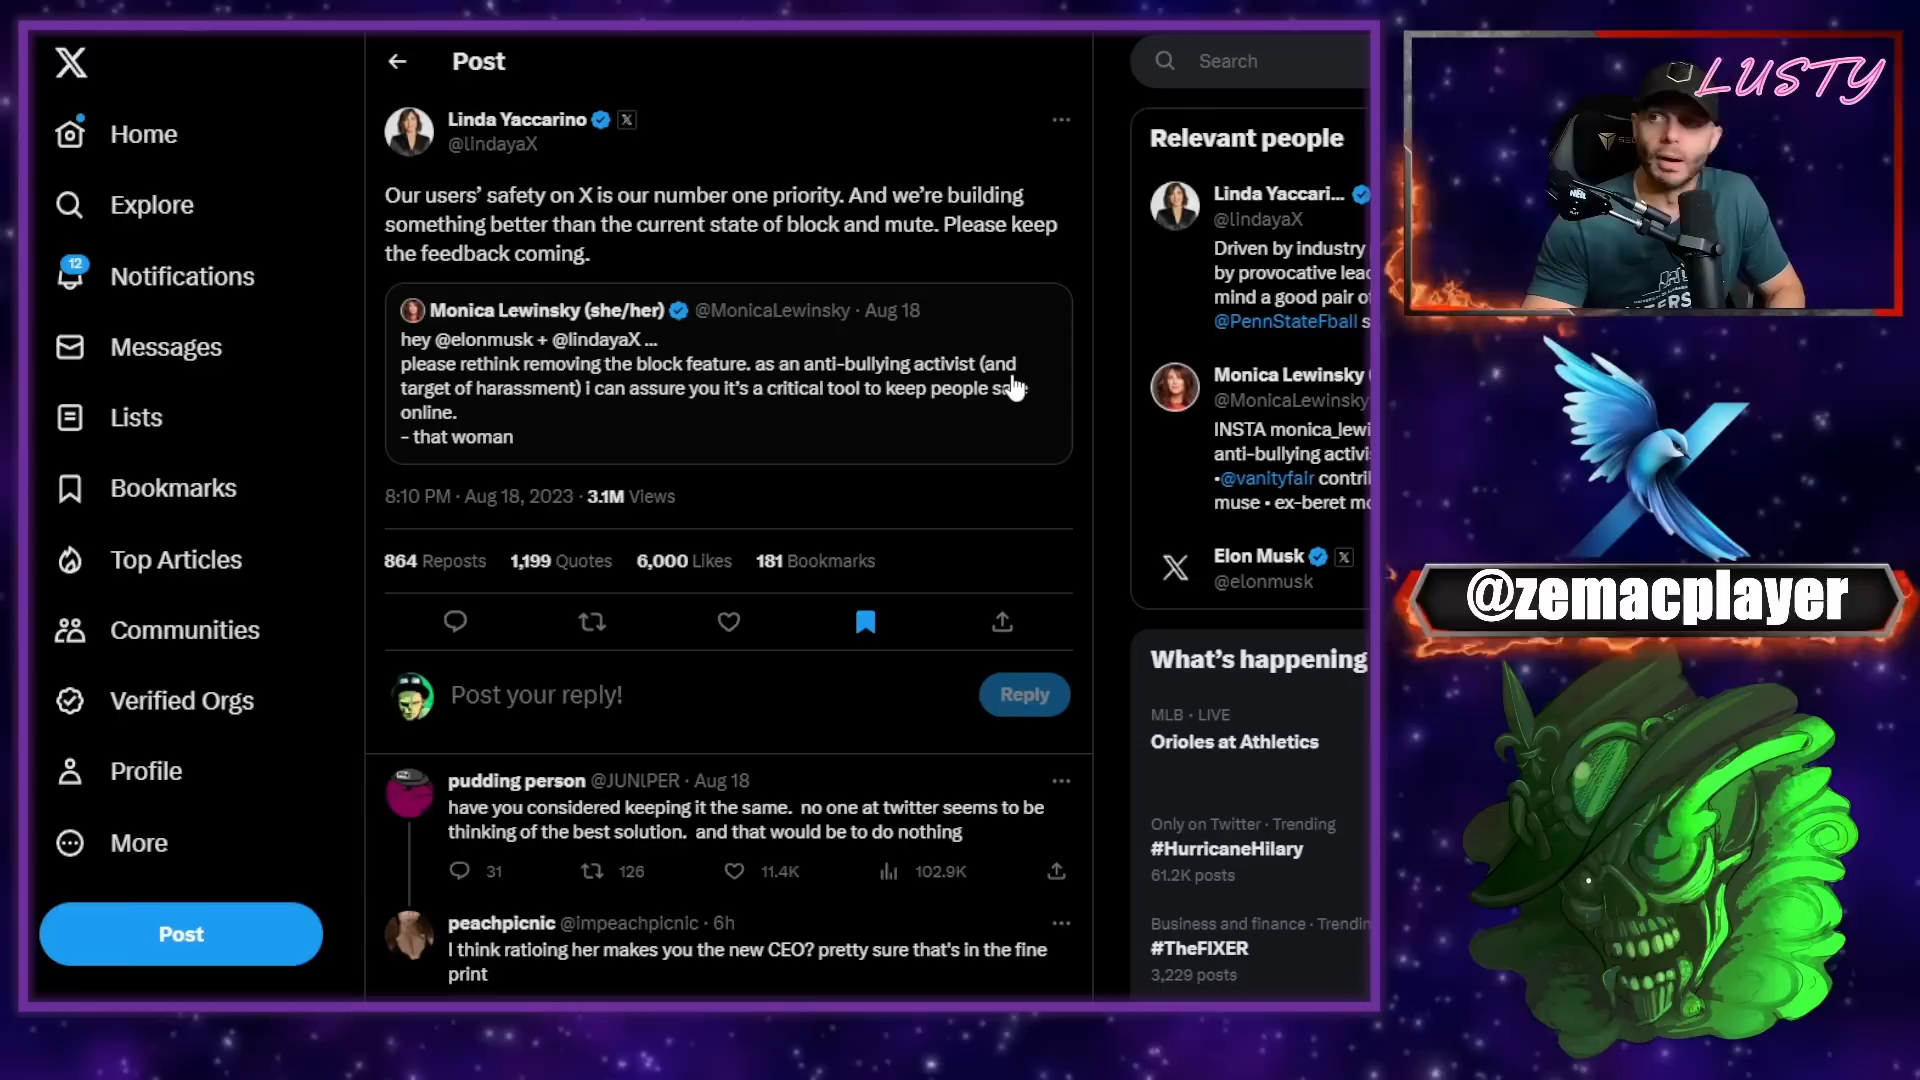 Post
Search
LUSTY
Linda Yaccarino
@lindayaX
Home
Relevant people
Explore
Our users’ safety on X is our number one priority. And we’re building
something better than the current state of block and mute. Please keep
the feedback coming.
Linda Yaccari...
@lindayaX
Driven by industry
by provocative lead
mind a good pair of
@PennStateFball s
12
Notifications
Monica Lewinsky (she/her) @MonicaLewinsky · Aug 18
hey @elonmusk + @lindayaX ...
please rethink removing the block feature. as an anti-bullying activist (and
target of harassment) i can assure you it’s a critical tool to keep people
online.
- that woman
Messages
Monica Lewinsky
@MonicaLewinsky
INSTA monica_lewi
anti-bullying activi
•@vanityfair contri
muse • ex-beret mo
Lists
Bookmarks
8:10 PM · Aug 18, 2023 · 3.1M Views
Top Articles
864 Reposts 1,199 Quotes 6,000 Likes 181 Bookmarks
Elon Musk
@elonmusk
@zemacplayer
Communities
What’s happening
Verified Orgs
Post your reply!
Reply
MLB · LIVE
Orioles at Athletics
Profile
pudding person @JUNlPER · Aug 18
have you considered keeping it the same. no one at twitter seems to be
thinking of the best solution. and that would be to do nothing
31 126 11.4K 102.9K
More
Only on Twitter · Trending
#HurricaneHilary
61.2K posts
Post
peachpicnic @impeachpicnic · 6h
I think ratioing her makes you the new CEO? pretty sure that's in the fine
print
Business and finance · Trendin
#TheFIXER
3,229 posts